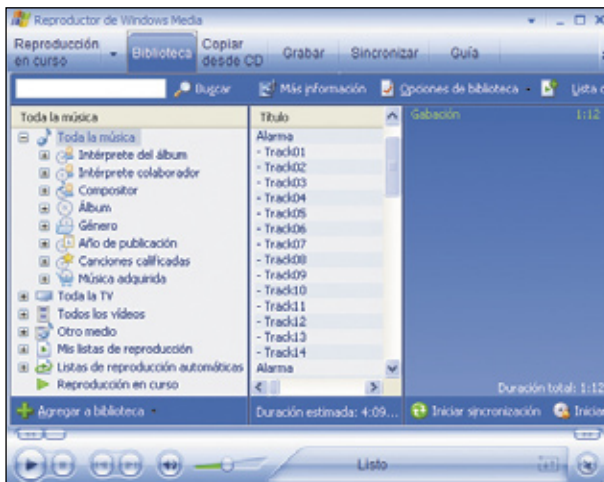 Reproductor de Windows Media
Reproducción en curso
Biblioteca
Copiar desde CD
Grabar
Sincronizar
Guía
Buscar
Más información
Opciones de biblioteca
Lista
Toda la música
Toda la música
Intérprete del álbum
Intérprete colaborador
Compositor
Álbum
Género
Año de publicación
Canciones calificadas
Música adquirida
Toda la TV
Todos los vídeos
Otro medio
Mis listas de reproducción
Listas de reproducción automáticas
Reproducción en curso
Título
Alarma
- Track01
- Track02
- Track03
- Track04
- Track05
- Track06
- Track07
- Track08
- Track09
- Track10
- Track11
- Track12
- Track13
- Track14
Alarma
Gabación 1:12
Duración total: 1:12
Agregar a biblioteca
Duración estimada: 4:09...
Iniciar sincronización
Iniciar
Listo